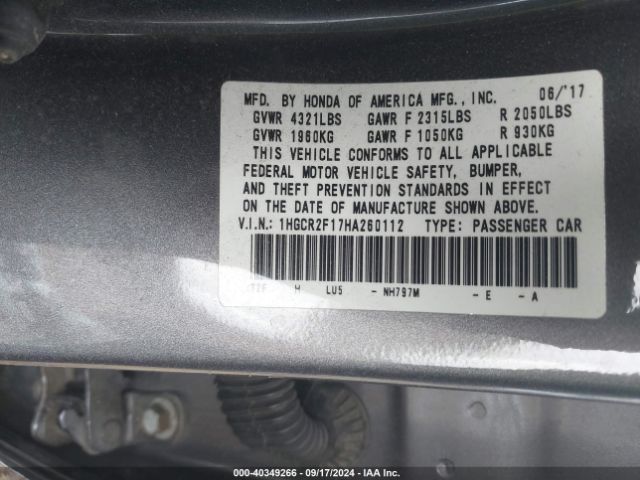 MFD. BY HONDA OF AMERICA MFG., INC. 06/'17
GVWR 4321LBS GAWR F 2315LBS R 2050LBS
GVWR 1960KG GAWR F 1050KG R 930KG
THIS VEHICLE CONFORMS TO ALL APPLICABLE
FEDERAL MOTOR VEHICLE SAFETY, BUMPER,
AND THEFT PREVENTION STANDARDS IN EFFECT
ON THE DATE OF MANUFACTURE SHOWN ABOVE.
V.I.N.: 1HGCR2F17HA260112 TYPE: PASSENGER CAR
H LU5 - NH797M - E - A
000-40349266 - 09/17/2024 - IAA Inc.